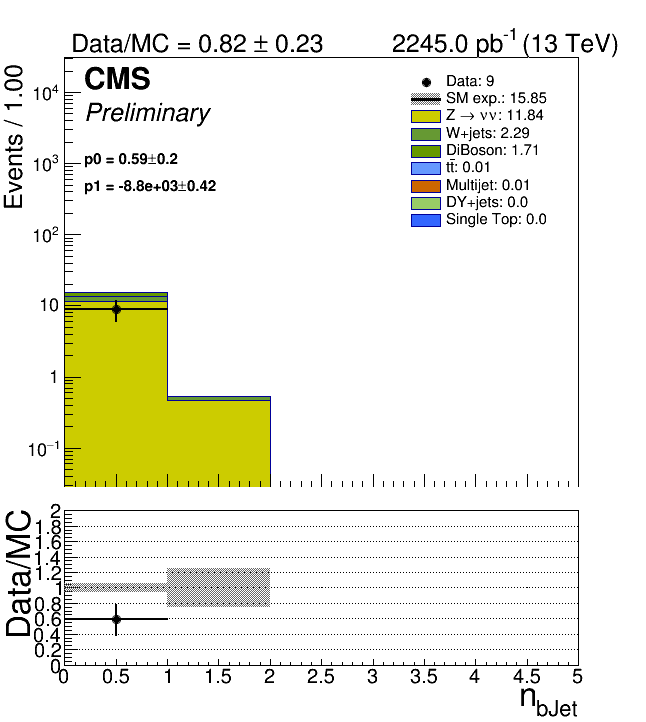 Data/MC = 0.82 ± 0.23
2245.0 pb⁻¹ (13 TeV)
CMS
Preliminary
p0 = 0.59±0.2
p1 = -8.8e+03±0.42
Data: 9
SM exp.: 15.85
Z → νν: 11.84
W+jets: 2.29
DiBoson: 1.71
tt̄: 0.01
Multijet: 0.01
DY+jets: 0.0
Single Top: 0.0
Events / 1.00
10⁴
10³
10²
10
1
10⁻¹
Data/MC
2
1.8
1.6
1.4
1.2
1
0.8
0.6
0.4
0.2
0
0 0.5 1 1.5 2 2.5 3 3.5 4 4.5 5
n_bJet